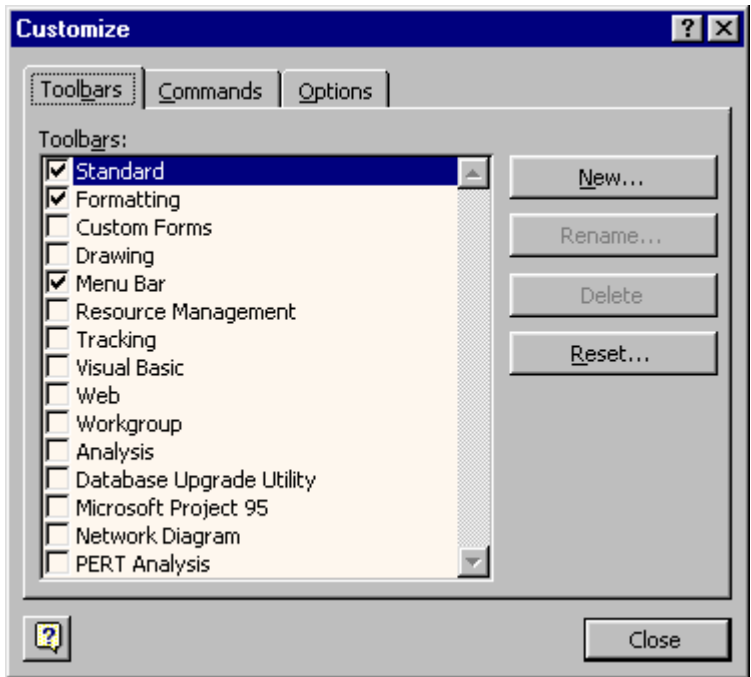 Customize
Toolbars Commands Options
Toolbars:
Standard
Formatting
Custom Forms
Drawing
Menu Bar
Resource Management
Tracking
Visual Basic
Web
Workgroup
Analysis
Database Upgrade Utility
Microsoft Project 95
Network Diagram
PERT Analysis
New...
Rename...
Delete
Reset...
Close